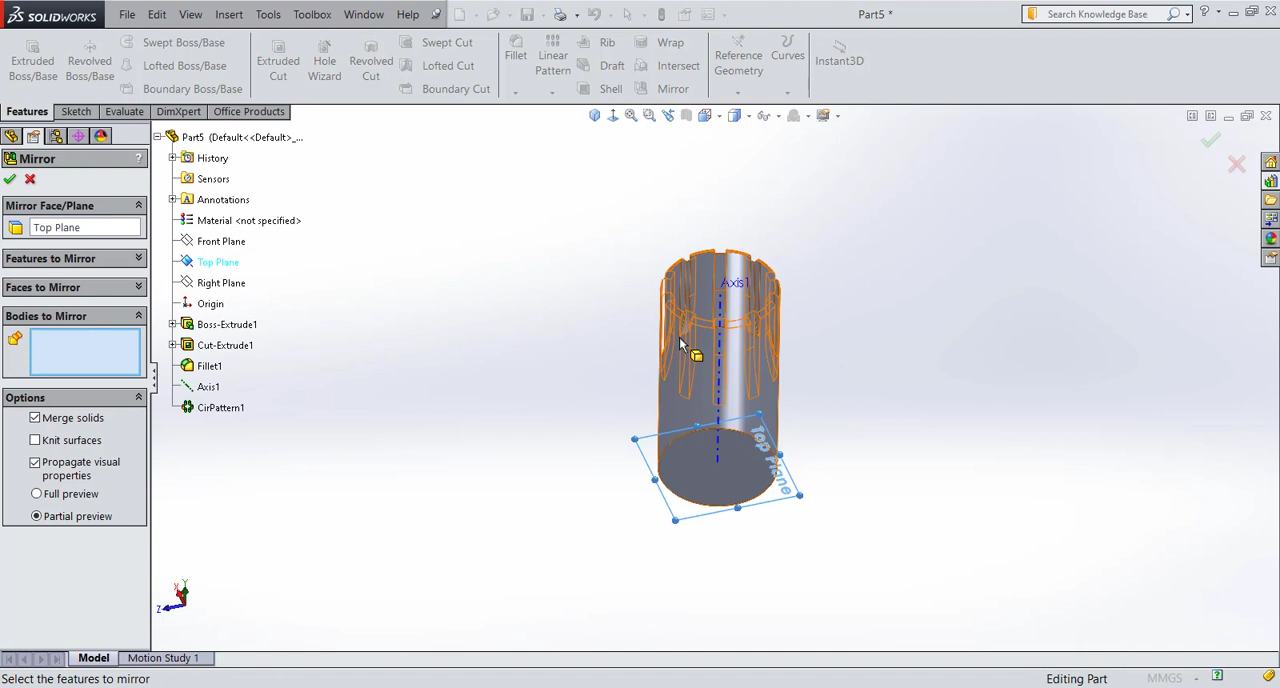 SOLIDWORKS File Edit View Insert Tools Toolbox Window Help Part5 * Search Knowledge Base
Extruded Boss/Base
Revolved Boss/Base
Swept Boss/Base
Lofted Boss/Base
Boundary Boss/Base
Extruded Cut
Hole Wizard
Revolved Cut
Swept Cut
Lofted Cut
Boundary Cut
Fillet
Linear Pattern
Rib
Draft
Shell
Wrap
Intersect
Mirror
Reference Geometry
Curves
Instant3D
Features Sketch Evaluate DimXpert Office Products
Mirror ?
Mirror Face/Plane
Top Plane
Features to Mirror
Faces to Mirror
Bodies to Mirror
Options
Merge solids
Knit surfaces
Propagate visual
properties
Full preview
Partial preview
Part5 (Default<<Default>_...
History
Sensors
Annotations
Material <not specified>
Front Plane
Top Plane
Right Plane
Origin
Boss-Extrude1
Cut-Extrude1
Fillet1
Axis1
CirPattern1
Axis1
Top Plane
Y
X
Z
Model Motion Study 1
Select the features to mirror Editing Part MMGS